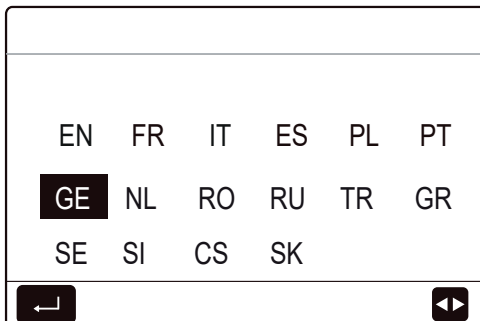 EN FR IT ES PL PT
GE NL RO RU TR GR
SE SI CS SK